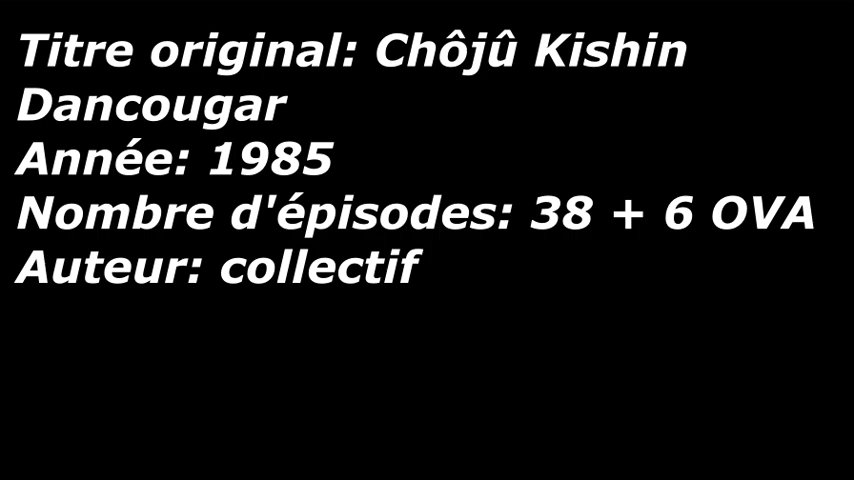 Titre original: Chôjû Kishin
Dancougar
Année: 1985
Nombre d'épisodes: 38 + 6 OVA
Auteur: collectif